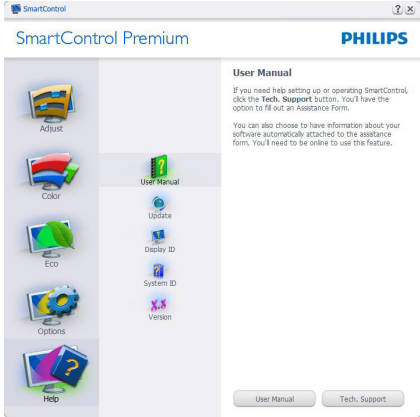 SmartControl
SmartControl Premium
PHILIPS
Adjust
Color
Eco
Options
Help
User Manual
Update
Display ID
System ID
X.X
Version
User Manual
If you need help setting up or operating SmartControl,
click the Tech. Support button. You'll have the
option to fill out an Assistance Form.
You can also choose to have information about your
software automatically attached to the assistance
form. You'll need to be online to use this feature.
User Manual
Tech. Support